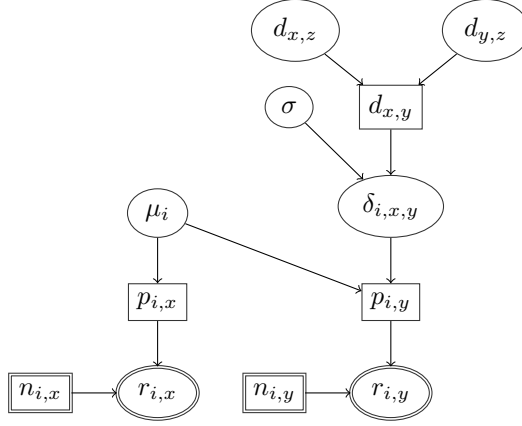 d_{x,z} d_{y,z}
σ d_{x,y}
μ_i δ_{i,x,y}
p_{i,x} p_{i,y}
n_{i,x} r_{i,x} n_{i,y} r_{i,y}